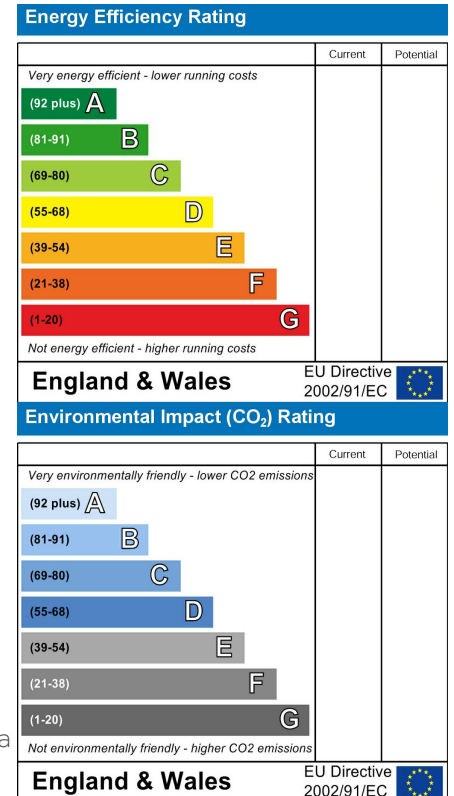 Energy Efficiency Rating
Current Potential
Very energy efficient - lower running costs
(92 plus) A
(81-91) B
(69-80) C
(55-68) D
(39-54) E
(21-38) F
(1-20) G
Not energy efficient - higher running costs
England & Wales
EU Directive
2002/91/EC
Environmental Impact (CO₂) Rating
Current Potential
Very environmentally friendly - lower CO2 emissions
(92 plus) A
(81-91) B
(69-80) C
(55-68) D
(39-54) E
(21-38) F
(1-20) G
a
Not environmentally friendly - higher CO2 emissions
England & Wales
EU Directive
2002/91/EC